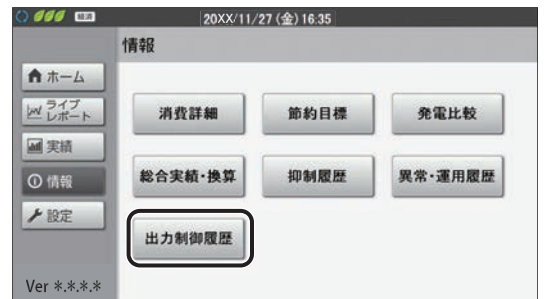 経済 20XX/11/27(金)16:35
情報
ホーム
ライブ
レポート
実績
情報
設定
消費詳細 節約目標 発電比較
総合実績・換算 抑制履歴 異常・運用履歴
出力制御履歴
Ver *.*.*.*